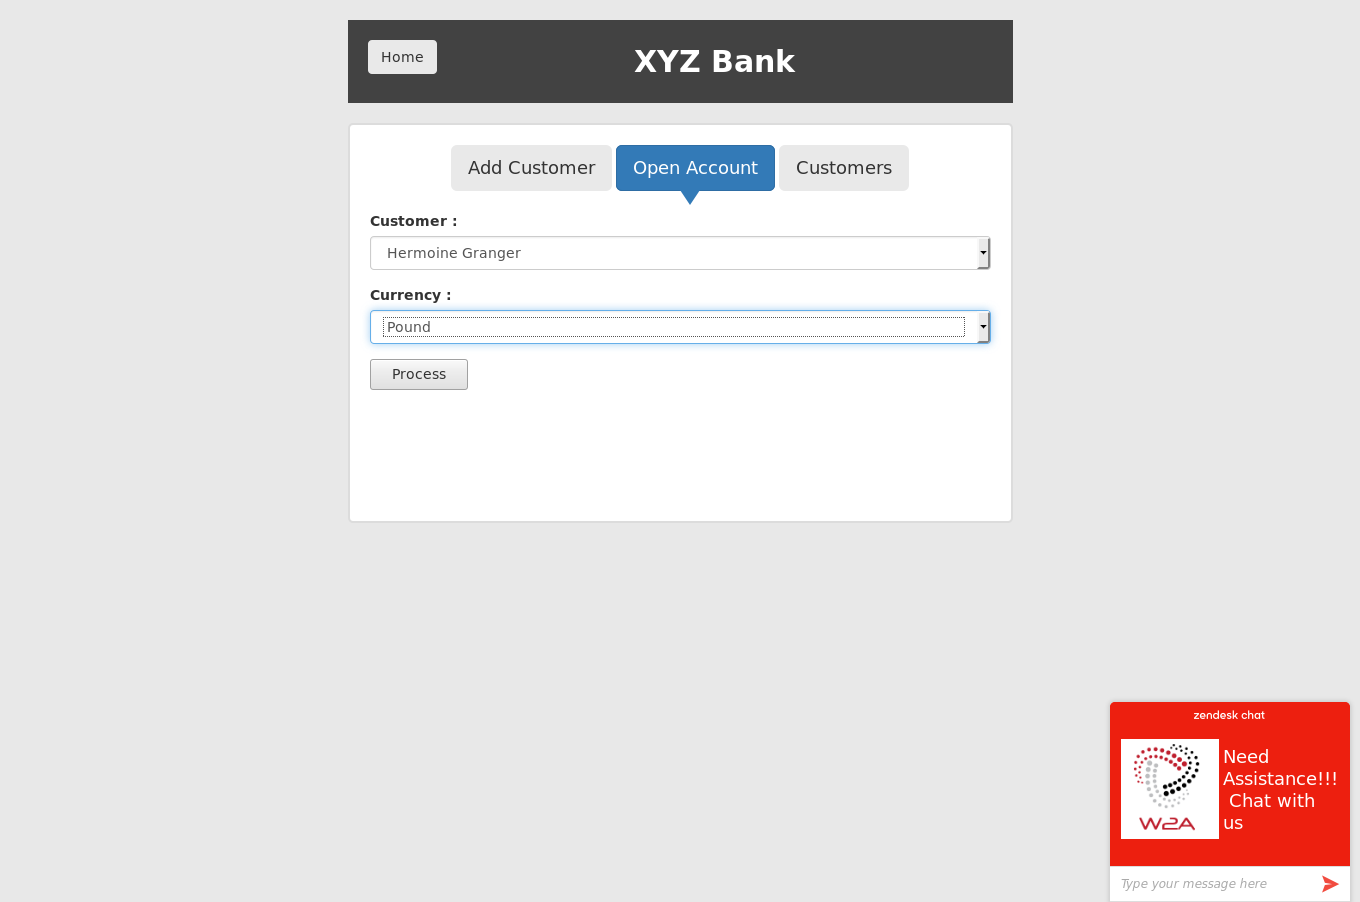 Home
XYZ Bank
Add Customer
Open Account
Customers
Customer :
Hermoine Granger
Currency :
Pound
Process
zendesk chat
W2A
Need
Assistance!!!
Chat with
us
Type your message here